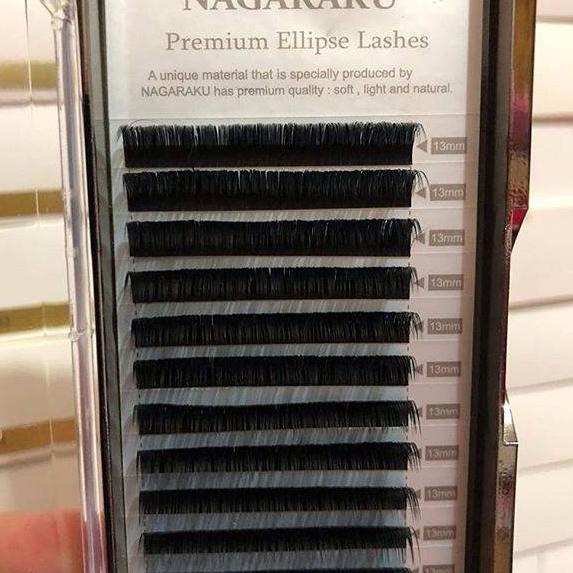 NAGARAKU
Premium Ellipse Lashes
A unique material that is specially produced by
NAGARAKU has premium quality : soft , light and natural.
13mm
13mm
13mm
13mm
13mm
13mm
13mm
13mm
13mm
13mm
13mm